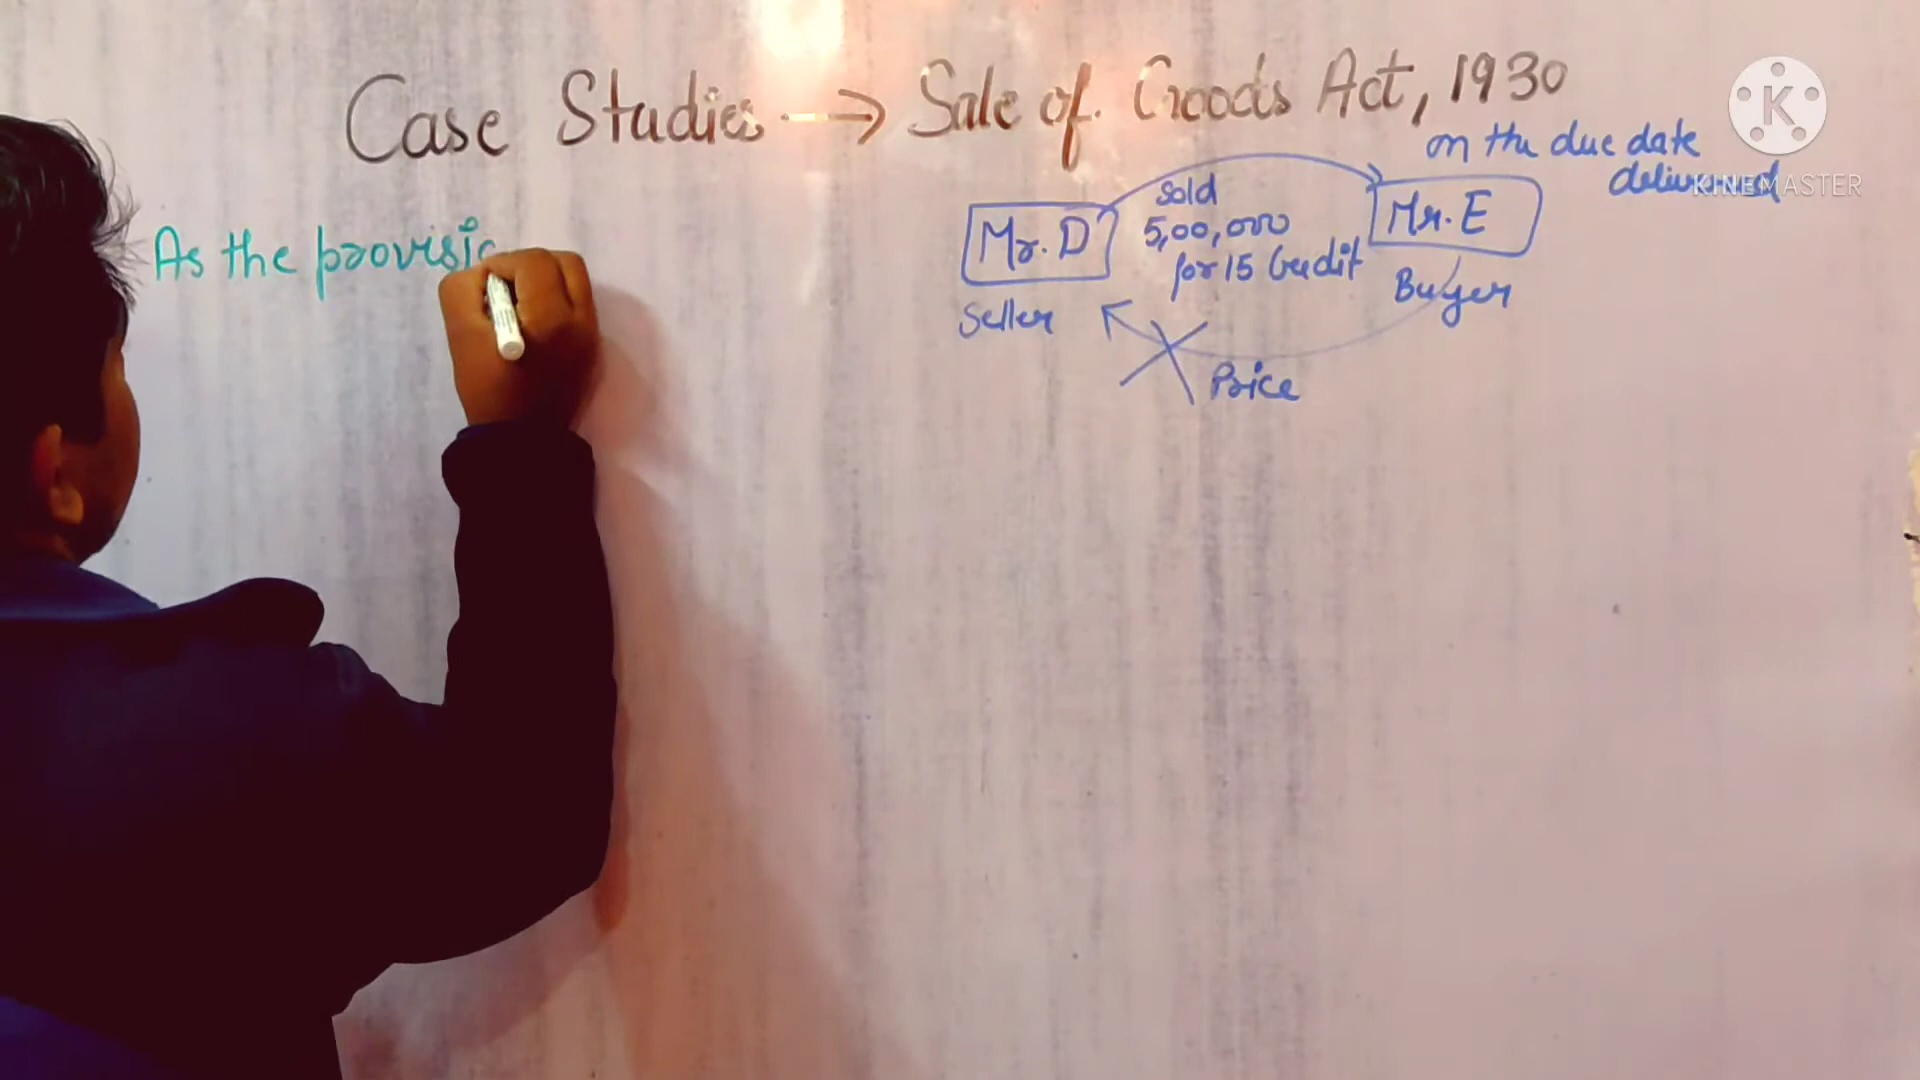 Case Studies → Sale of Goods Act, 1930
on the due date
delivered
K
KINEMASTER
As the provisio
Mr. D
Sold
5,00,000
for 15 Credit
Mr. E
Seller
Buyer
Price